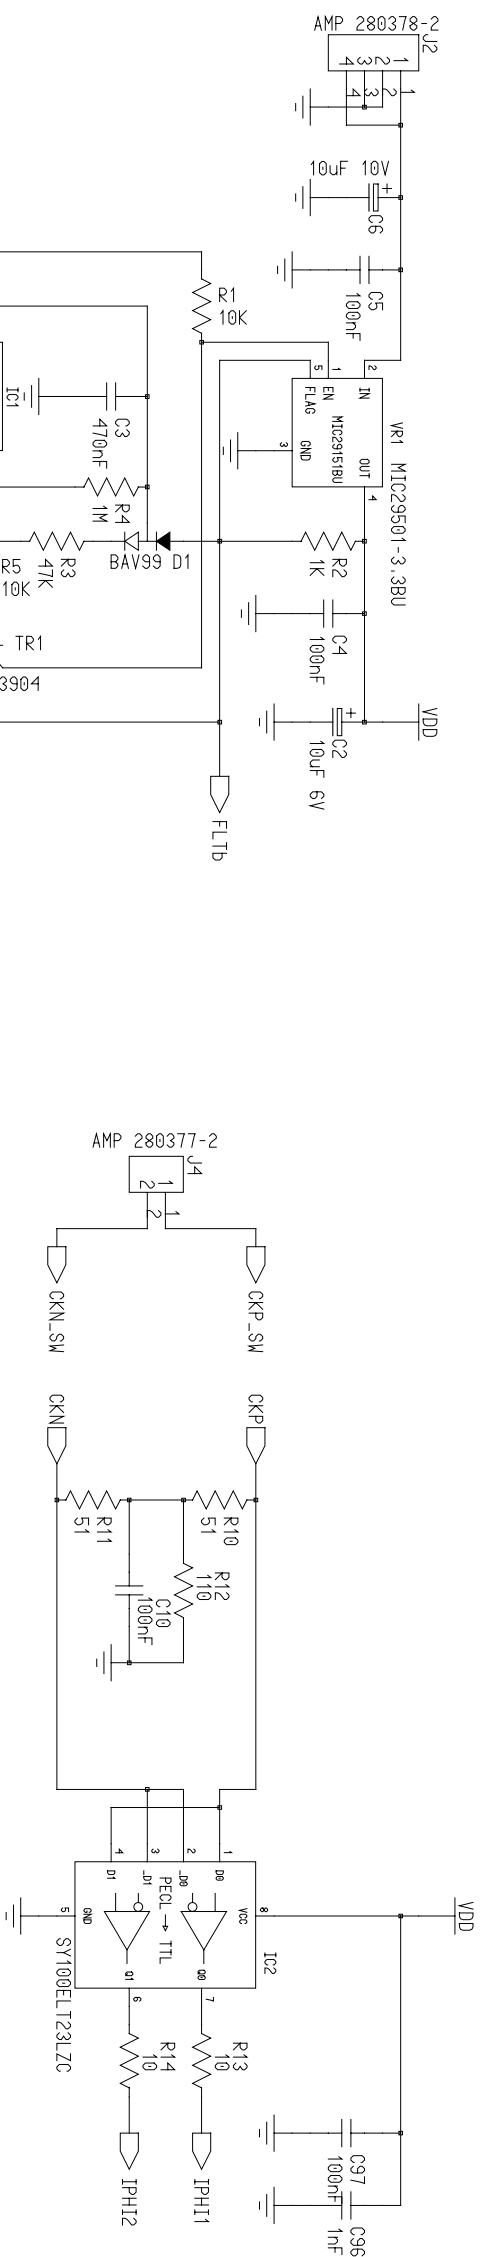 AMP 280378-2
J2
1
2
3
4
1
2
3
4
10uF 10V
+
C6
C5
100nF
R1
10K
IC1
C3
470nF
5
1
2
FLAG
EN
IN
MIC29151BU
GND
3
OUT
4
VR1 MIC29501-3.3BU
R4
1M
R5
10K
R3
47K
BAV99 D1
R2
1K
C4
100nF
TR1
3904
+
C2
10uF 6V
VDD
FLTb
AMP 280377-2
J4
1
2
1
2
CKN_SW
CKP_SW
CKN
CKP
R11
51
R10
51
R12
110
C10
100nF
4
3
2
1
D1
_D1
_D0
D0
PECL
TTL
VCC
8
GND
5
Q1
Q0
6
7
IC2
SY100ELT23LZC
VDD
R14
10
R13
10
IPHI2
IPHI1
C97
100nF
C96
1nF